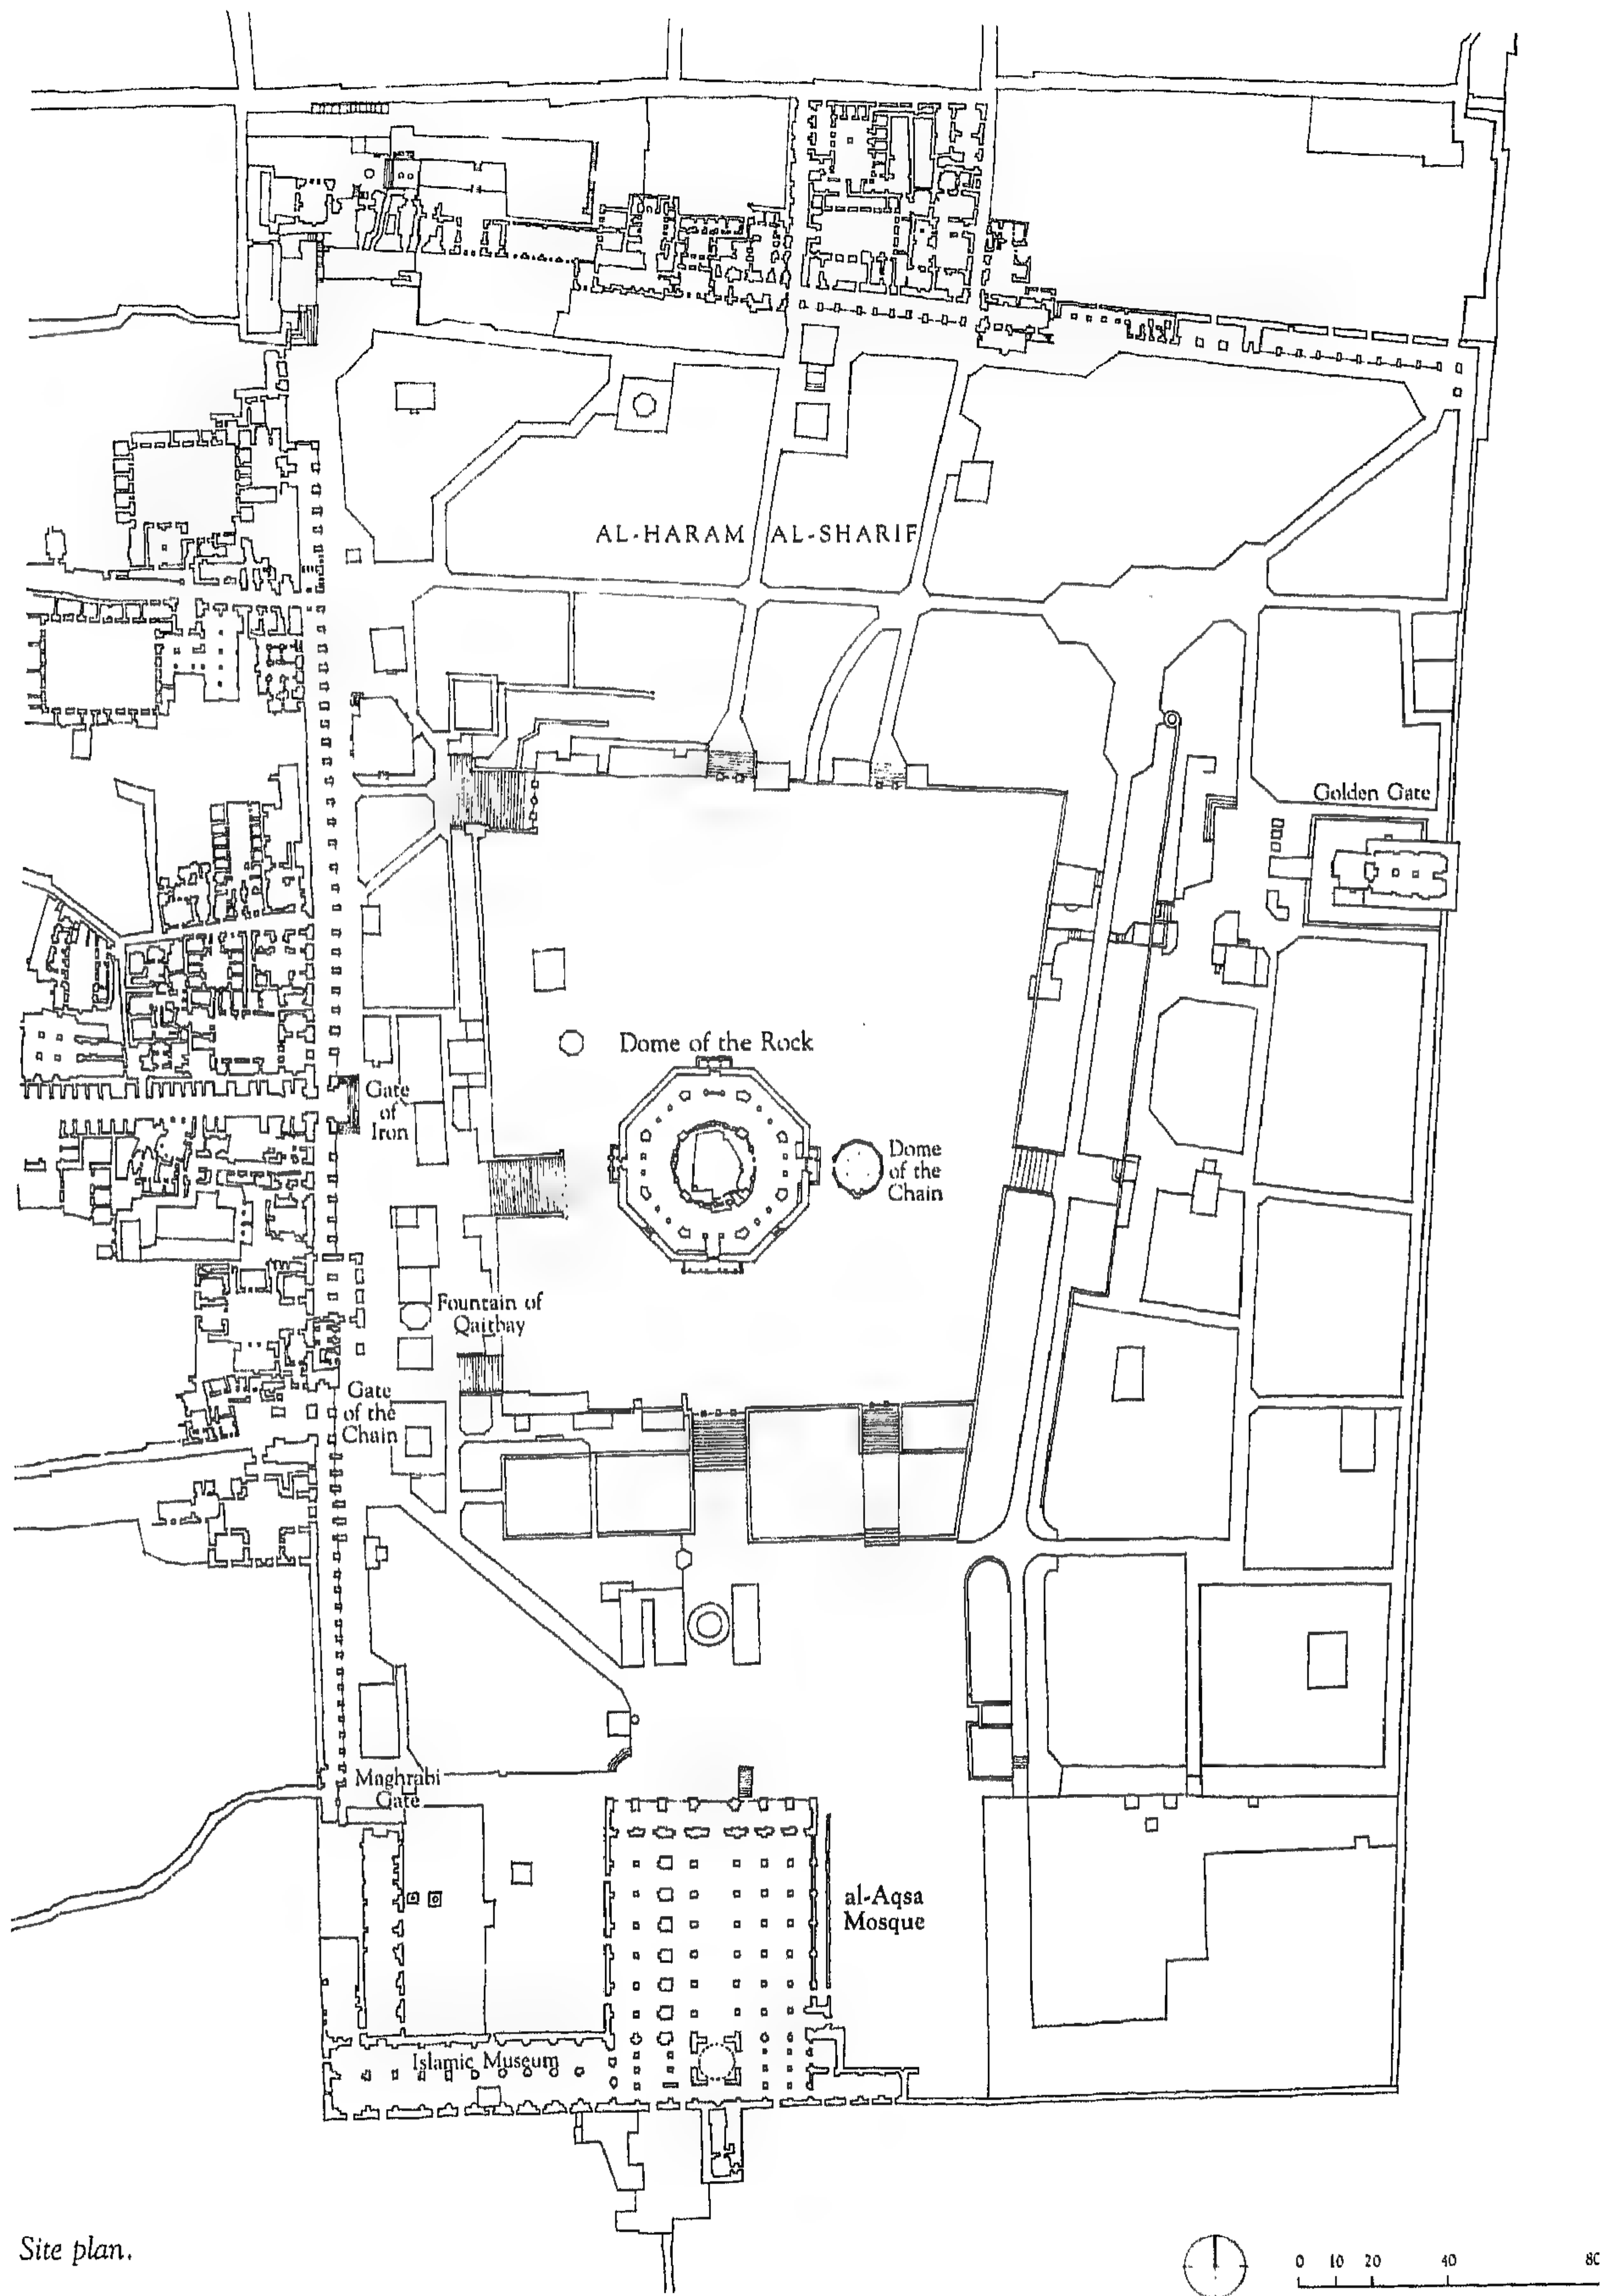 AL-HARAM AL-SHARIF
Golden Gate
Dome of the Rock
Gate
of
Iron
Dome
of the
Chain
Fountain of
Qaitbay
Gate
of the
Chain
Maghrabi
Gate
al-Aqsa
Mosque
Islamic Museum
Site plan.
0 10 20 40 80